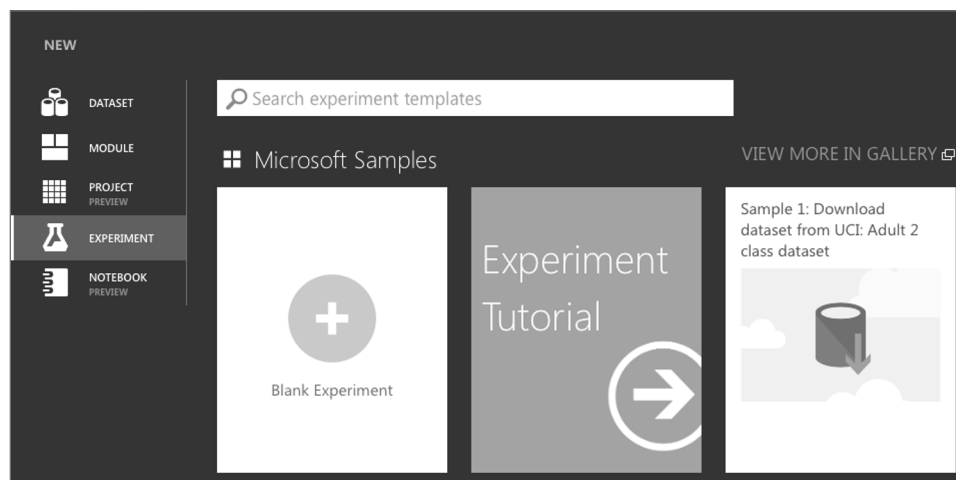 NEW
DATASET
MODULE
PROJECT
PREVIEW
EXPERIMENT
NOTEBOOK
PREVIEW
Search experiment templates
Microsoft Samples
VIEW MORE IN GALLERY
Blank Experiment
Experiment
Tutorial
Sample 1: Download
dataset from UCI: Adult 2
class dataset